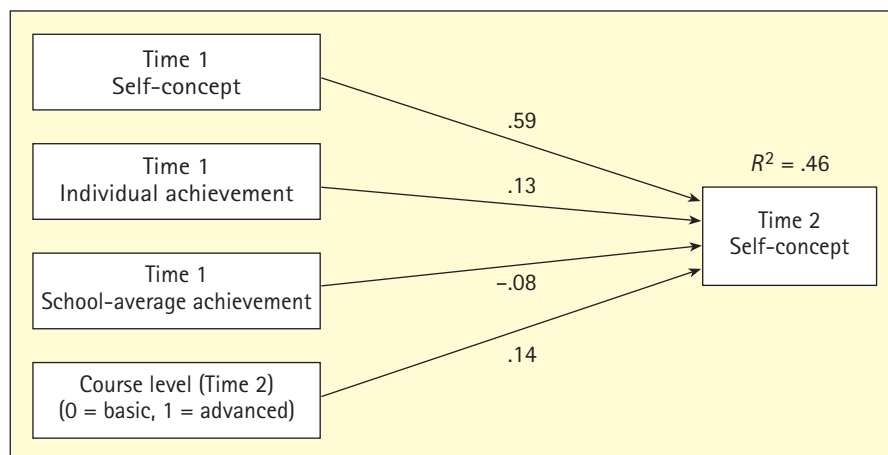 Time 1
Self-concept
.59
Time 1
Individual achievement
.13
R² = .46
Time 2
Self-concept
Time 1
School-average achievement
–.08
.14
Course level (Time 2)
(0 = basic, 1 = advanced)